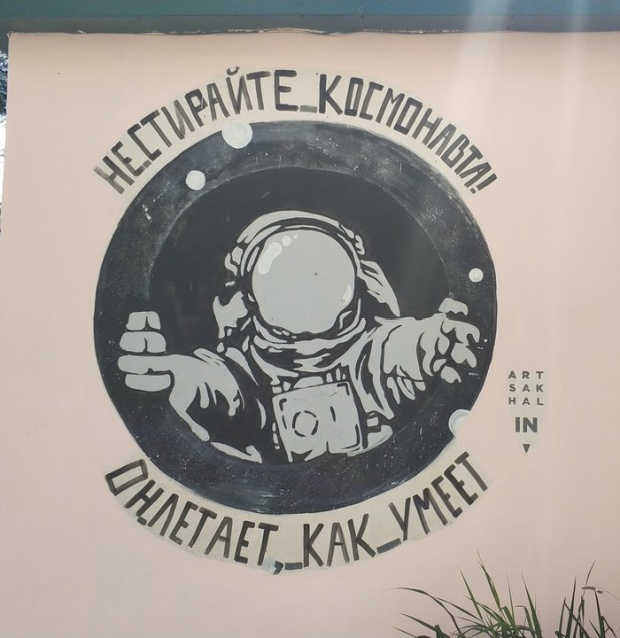 НЕ_СТИРАЙТЕ_КОСМОНАВТА!
ART
SAK
HAL
IN
ОН_ЛЕТАЕТ,_КАК_УМЕЕТ